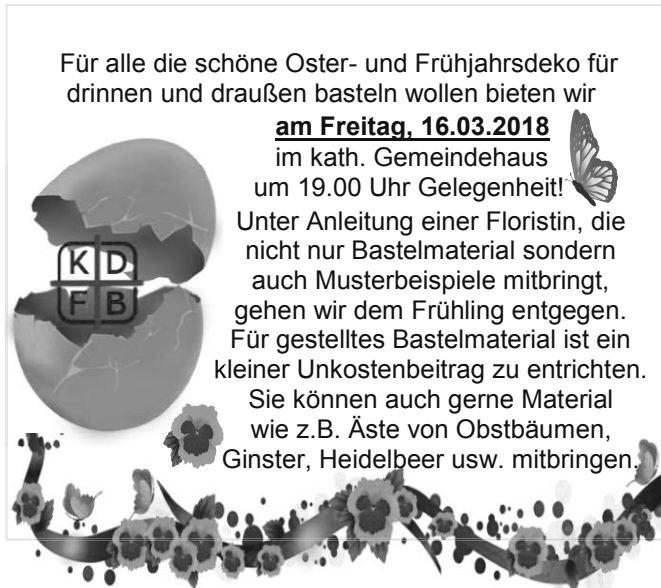 Für alle die schöne Oster- und Frühjahrsdeko für
drinnen und draußen basteln wollen bieten wir
am Freitag, 16.03.2018
im kath. Gemeindehaus
um 19.00 Uhr Gelegenheit!
Unter Anleitung einer Floristin, die
nicht nur Bastelmaterial sondern
auch Musterbeispiele mitbringt,
gehen wir dem Frühling entgegen.
Für gestelltes Bastelmaterial ist ein
kleiner Unkostenbeitrag zu entrichten.
Sie können auch gerne Material
wie z.B. Äste von Obstbäumen,
Ginster, Heidelbeer usw. mitbringen.
K D
F B